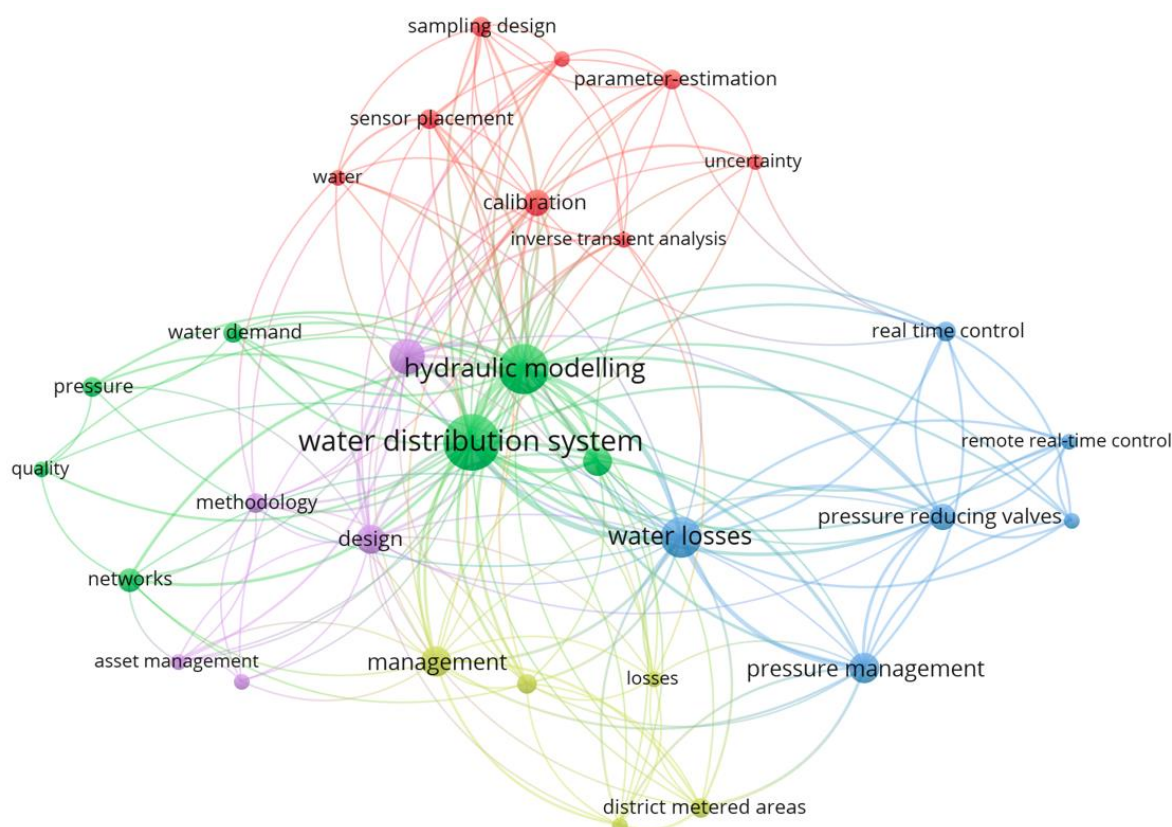 sampling design
parameter-estimation
sensor placement
uncertainty
water
calibration
inverse transient analysis
water demand
real time control
hydraulic modelling
pressure
water distribution system
remote real-time control
quality
methodology
pressure reducing valves
design
water losses
networks
asset management
management
losses
pressure management
district metered areas